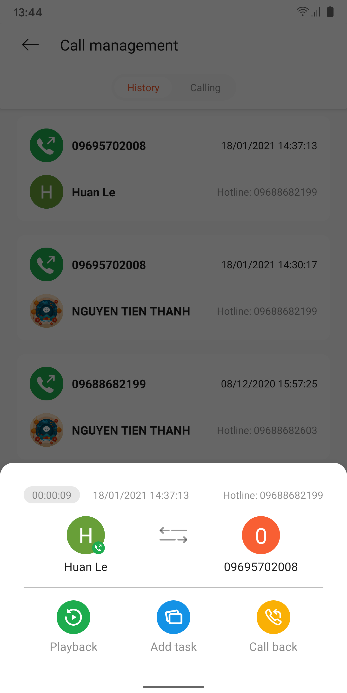 13:44
Call management
History Calling
09695702008 18/01/2021 14:37:13
H Huan Le Hotline: 09688682199
09695702008 18/01/2021 14:30:17
NGUYEN TIEN THANH Hotline: 09688682199
09688682199 08/12/2020 15:57:25
NGUYEN TIEN THANH Hotline: 09688682603
00:00:09 18/01/2021 14:37:13 Hotline: 09688682199
H 0
Huan Le 09695702008
Playback Add task Call back